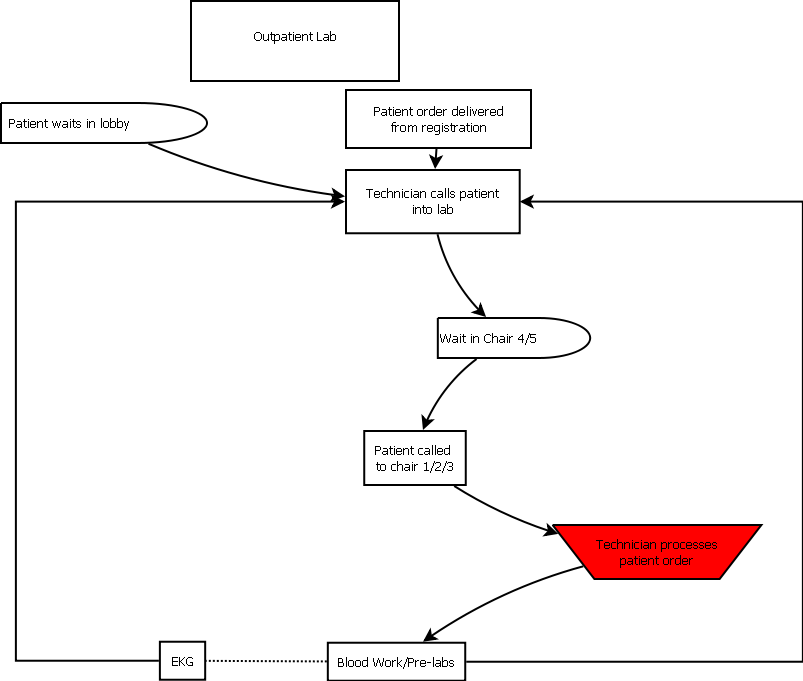 Outpatient Lab
Patient waits in lobby
Patient order delivered
from registration
Technician calls patient
into lab
Wait in Chair 4/5
Patient called
to chair 1/2/3
Technician processes
patient order
EKG
Blood Work/Pre-labs